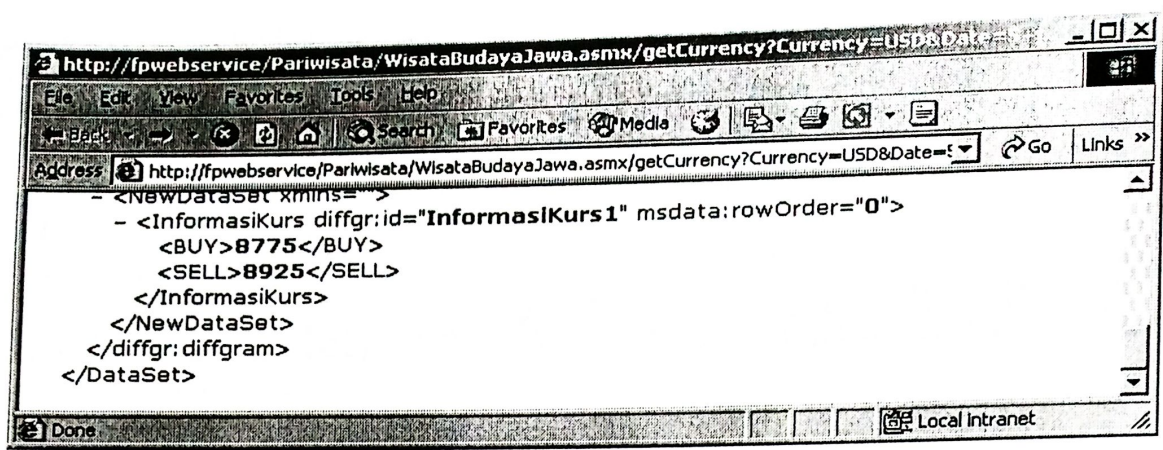 http://fpwebservice/Pariwisata/WisataBudayaJawa.asmx/getCurrency?Currency=USD&Date=
File Edit View Favorites Tools Help
Back Search Favorites Media
Address http://fpwebservice/Pariwisata/WisataBudayaJawa.asmx/getCurrency?Currency=USD&Date= Go Links »
– <NewDataSet xmlns="">
– <InformasiKurs diffgr:id="InformasiKurs1" msdata:rowOrder="0">
<BUY>8775</BUY>
<SELL>8925</SELL>
</InformasiKurs>
</NewDataSet>
</diffgr:diffgram>
</DataSet>
Done Local intranet